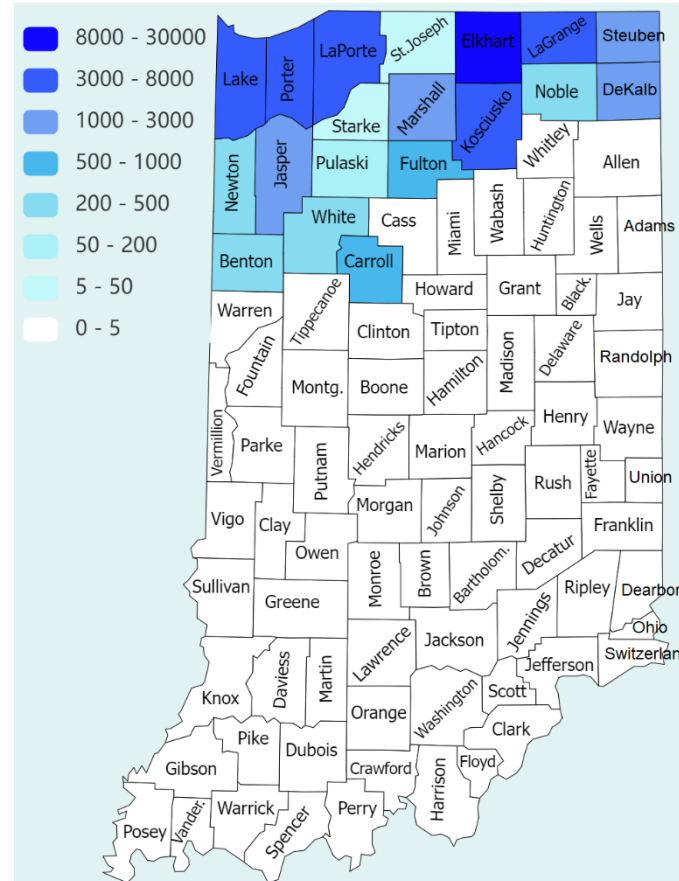 8000 - 30000
3000 - 8000
1000 - 3000
500 - 1000
200 - 500
50 - 200
5 - 50
0 - 5
Lake
Porter
LaPorte
St.Joseph
Elkhart
LaGrange
Steuben
Noble
DeKalb
Starke
Marshall
Kosciusko
Whitley
Allen
Newton
Jasper
Pulaski
Fulton
White
Cass
Miami
Wabash
Huntington
Wells
Adams
Benton
Carroll
Howard
Grant
Black.
Jay
Warren
Tippecanoe
Clinton
Tipton
Fountain
Montg.
Boone
Hamilton
Madison
Delaware
Randolph
Vermillion
Parke
Putnam
Hendricks
Marion
Hancock
Henry
Wayne
Vigo
Clay
Owen
Morgan
Johnson
Shelby
Rush
Fayette
Union
Franklin
Sullivan
Greene
Monroe
Brown
Bartholom.
Decatur
Ripley
Dearbor
Ohio
Switzerlan
Jennings
Jefferson
Knox
Daviess
Martin
Lawrence
Jackson
Scott
Orange
Washington
Clark
Pike
Dubois
Gibson
Crawford
Harrison
Floyd
Posey
Vander.
Warrick
Spencer
Perry